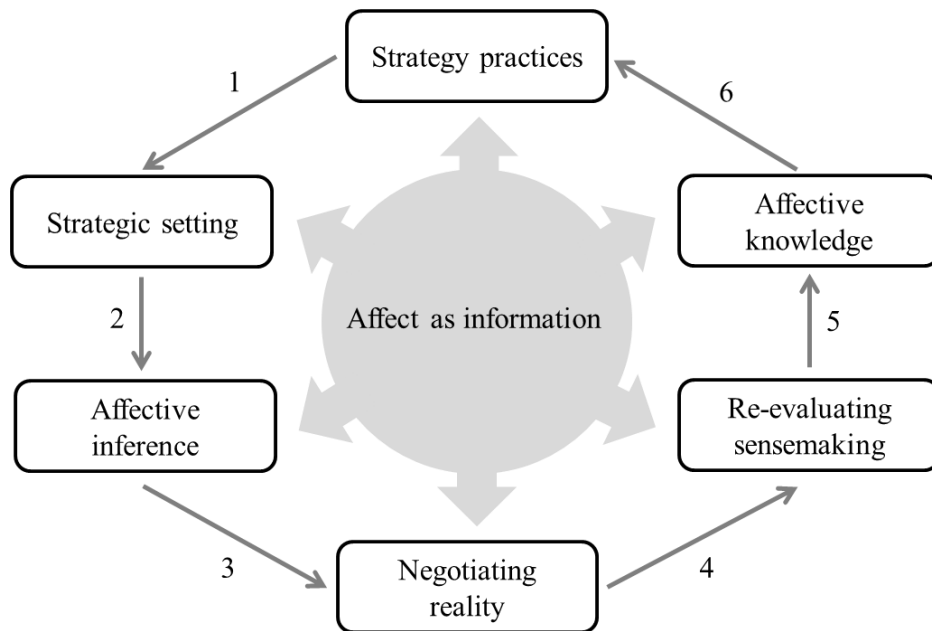 Strategy practices
1
6
Strategic setting
Affective
knowledge
2
Affect as information
5
Affective
inference
Re-evaluating
sensemaking
3
Negotiating
reality
4